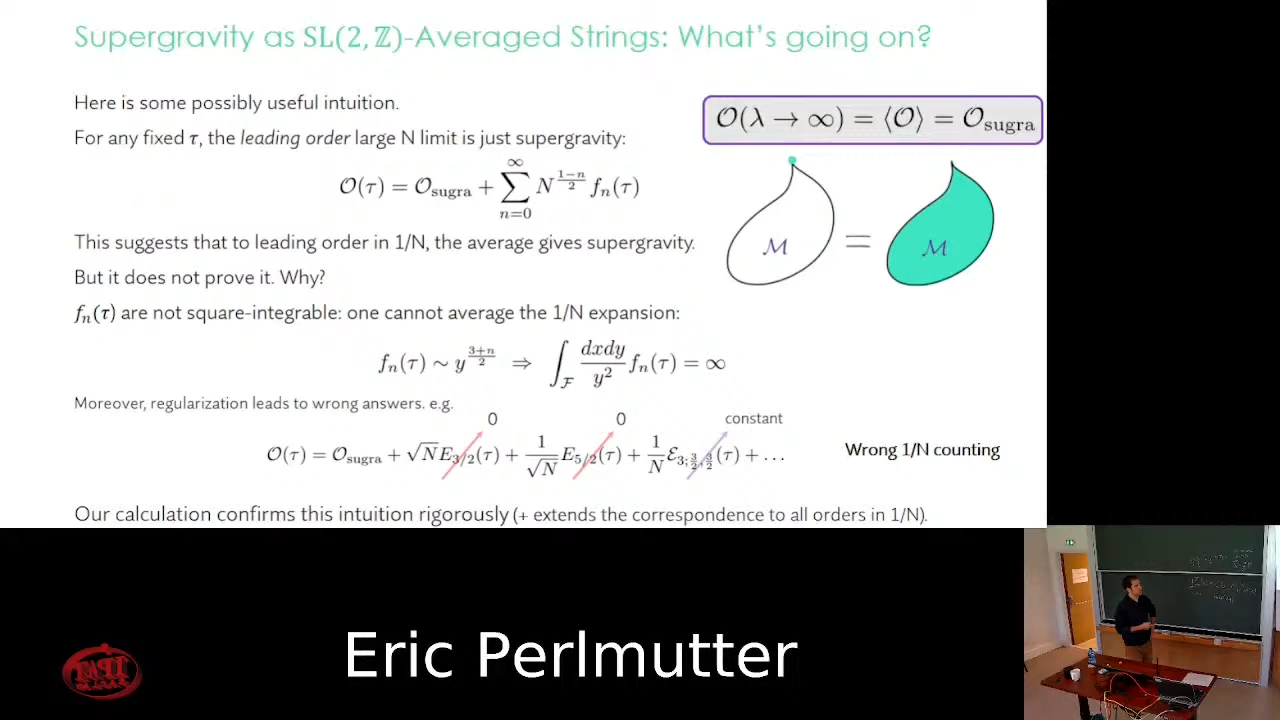 Supergravity as SL(2, ℤ)-Averaged Strings: What's going on?
Here is some possibly useful intuition.
For any fixed τ, the leading order large N limit is just supergravity:
𝒪(τ) = 𝒪_sugra + ∑_{n=0}^{∞} N^{(1−n)/2} f_n(τ)
This suggests that to leading order in 1/N, the average gives supergravity.
But it does not prove it. Why?
f_n(τ) are not square-integrable: one cannot average the 1/N expansion:
f_n(τ) ∼ y^{(3+n)/2} ⇒ ∫_ℱ dxdy/y² f_n(τ) = ∞
Moreover, regularization leads to wrong answers. e.g.
0 0 constant
𝒪(τ) = 𝒪_sugra + √N E_{3/2}(τ) + 1/√N E_{5/2}(τ) + 1/N ℰ_{3;3/2,3/2}(τ) + …
Wrong 1/N counting
Our calculation confirms this intuition rigorously (+ extends the correspondence to all orders in 1/N).
𝒪(λ → ∞) = ⟨𝒪⟩ = 𝒪_sugra
ℳ = ℳ
Eric Perlmutter